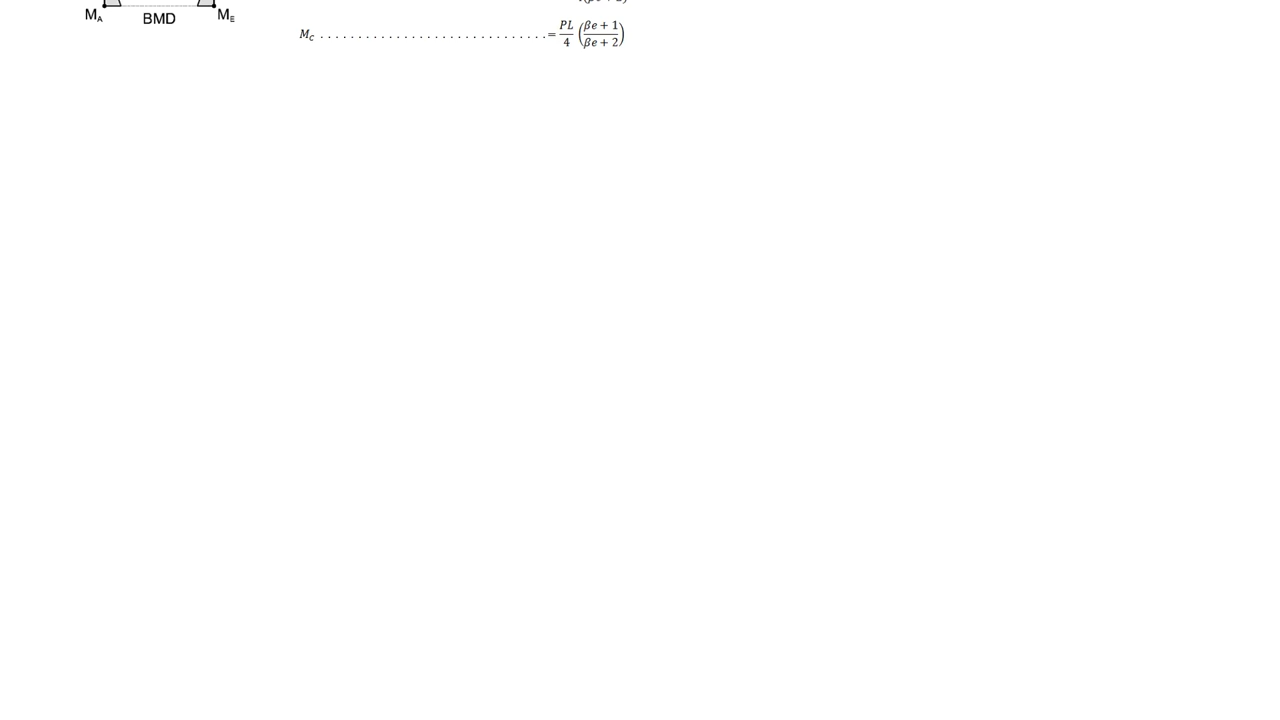 M_A BMD M_E
M_C . . . . . . . . . . . . . . . . . . . . . . . . . . . . . = PL/4 (βe + 1/βe + 2)